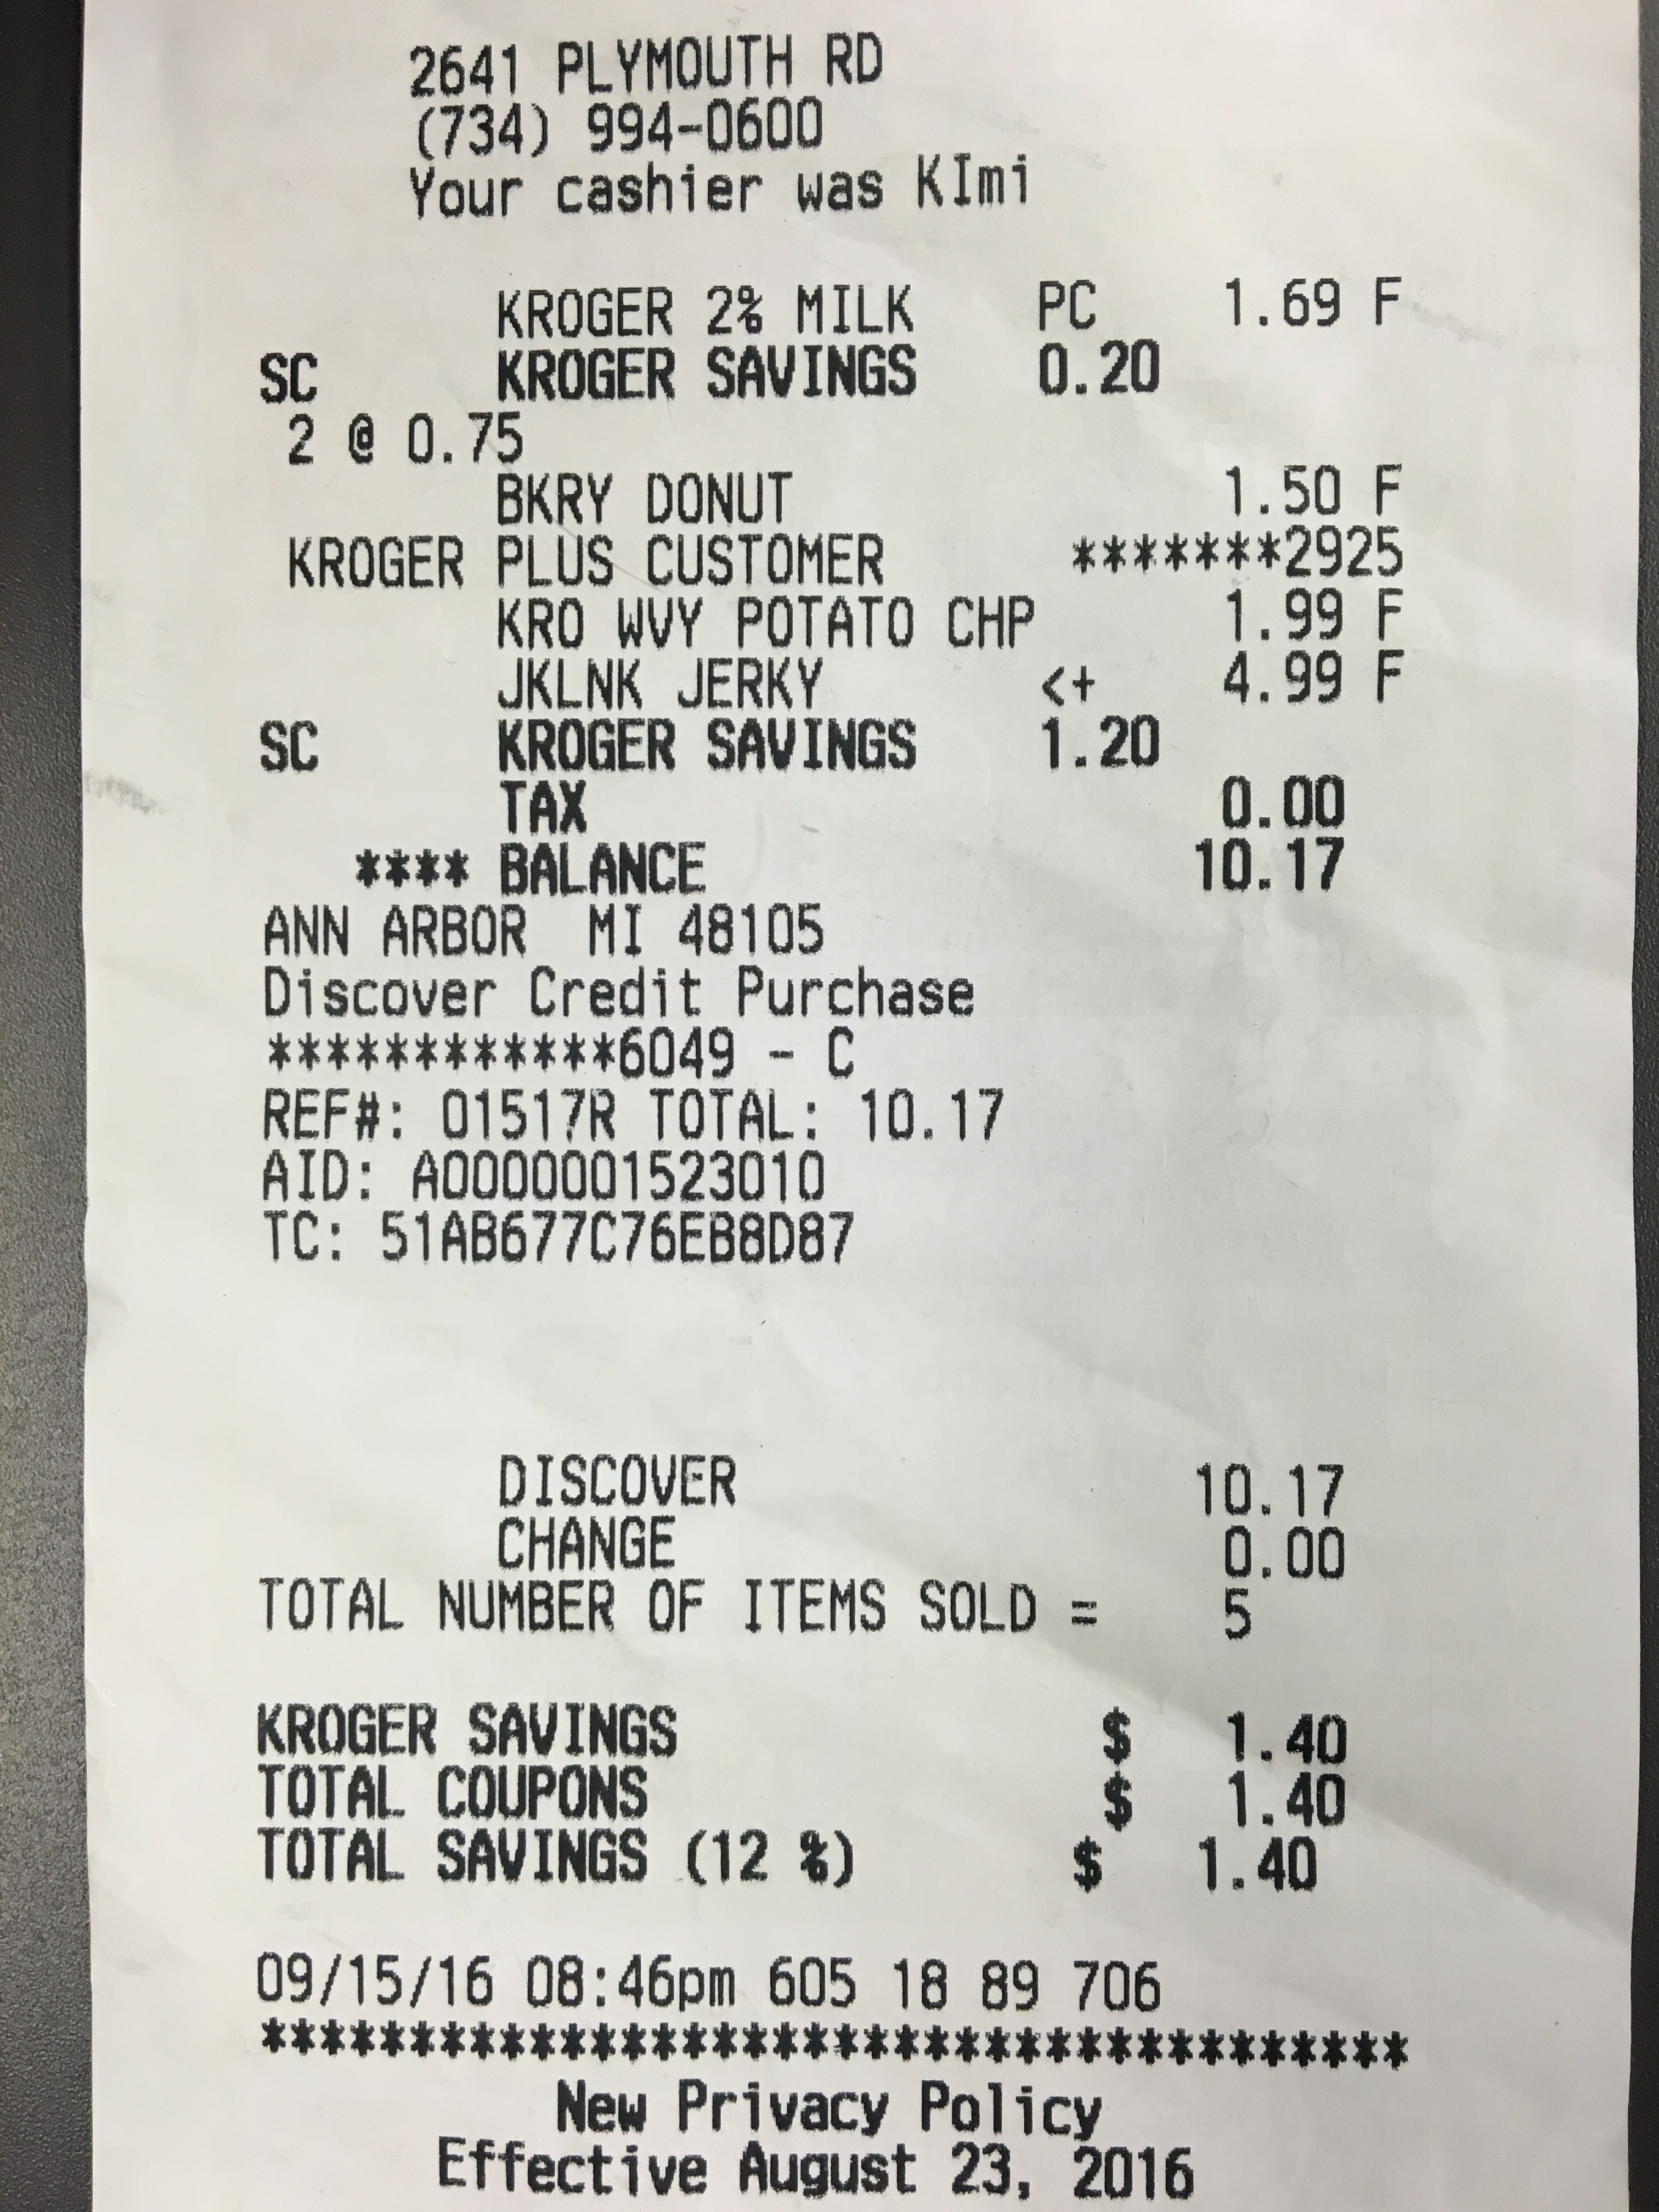 2641 PLYMOUTH RD
(734) 994-0600
Your cashier was KImi
KROGER 2% MILK PC 1.69 F
SC KROGER SAVINGS 0.20
2 @ 0.75
BKRY DONUT 1.50 F
KROGER PLUS CUSTOMER *******2925
KRO WVY POTATO CHP 1.99 F
JKLNK JERKY <+ 4.99 F
SC KROGER SAVINGS 1.20
TAX 0.00
**** BALANCE 10.17
ANN ARBOR MI 48105
Discover Credit Purchase
************6049 - C
REF#: 01517R TOTAL: 10.17
AID: A0000001523010
TC: 51AB677C76EB8D87
DISCOVER 10.17
CHANGE 0.00
TOTAL NUMBER OF ITEMS SOLD = 5
KROGER SAVINGS $ 1.40
TOTAL COUPONS $ 1.40
TOTAL SAVINGS (12 %) $ 1.40
09/15/16 08:46pm 605 18 89 706
***************************************
New Privacy Policy
Effective August 23, 2016